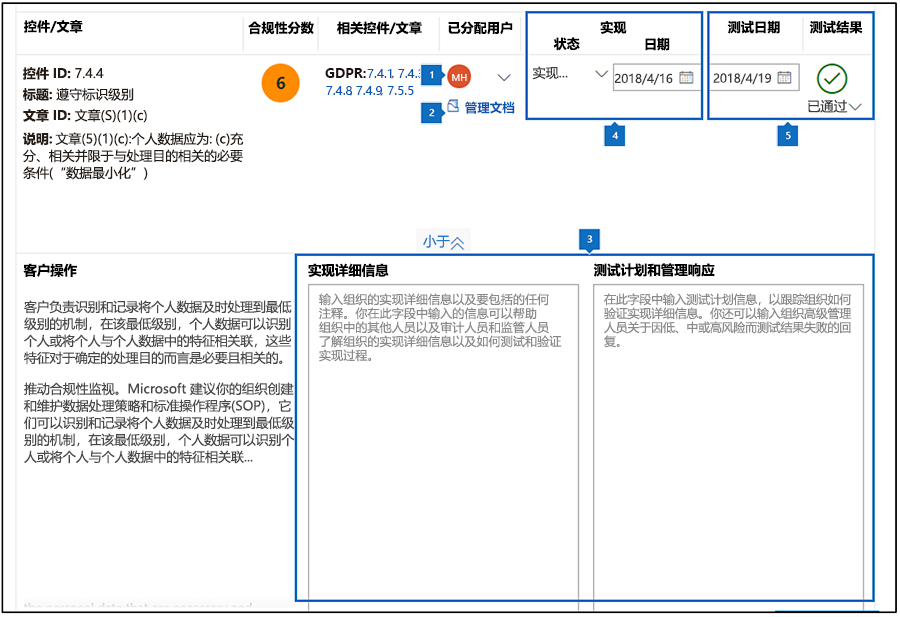 控件/文章
合规性分数
相关控件/文章
已分配用户
实现
状态
日期
测试日期
测试结果
控件 ID: 7.4.4
标题: 遵守标识级别
文章 ID: 文章(S)(1)(c)
说明: 文章(5)(1)(c):个人数据应为: (c)充
分、相关并限于与处理目的相关的必要
条件(“数据最小化”)
6
GDPR:7.4.1, 7.4.3
7.4.8 7.4.9, 7.5.5
1
MH
2
管理文档
实现...
2018/4/16
4
2018/4/19
已通过
5
小于
3
客户操作
客户负责识别和记录将个人数据及时处理到最低
级别的机制，在该最低级别，个人数据可以识别
个人或将个人与个人数据中的特征相关联，这些
特征对于确定的处理目的而言是必要且相关的。
推动合规性监视。Microsoft 建议你的组织创建
和维护数据处理策略和标准操作程序(SOP)，它
们可以识别和记录将个人数据及时处理到最低级
别的机制，在该最低级别，个人数据可以识别个
人或将个人与个人数据中的特征相关联...
实现详细信息
输入组织的实现详细信息以及要包括的任何
注释。你在此字段中输入的信息可以帮助
组织中的其他人员以及审计人员和监管人员
了解组织的实现详细信息以及如何测试和验证
实现过程。
测试计划和管理响应
在此字段中输入测试计划信息，以跟踪组织如何
验证实现详细信息。你还可以输入组织高级管理
人员关于因低、中或高风险而测试结果失败的回
复。